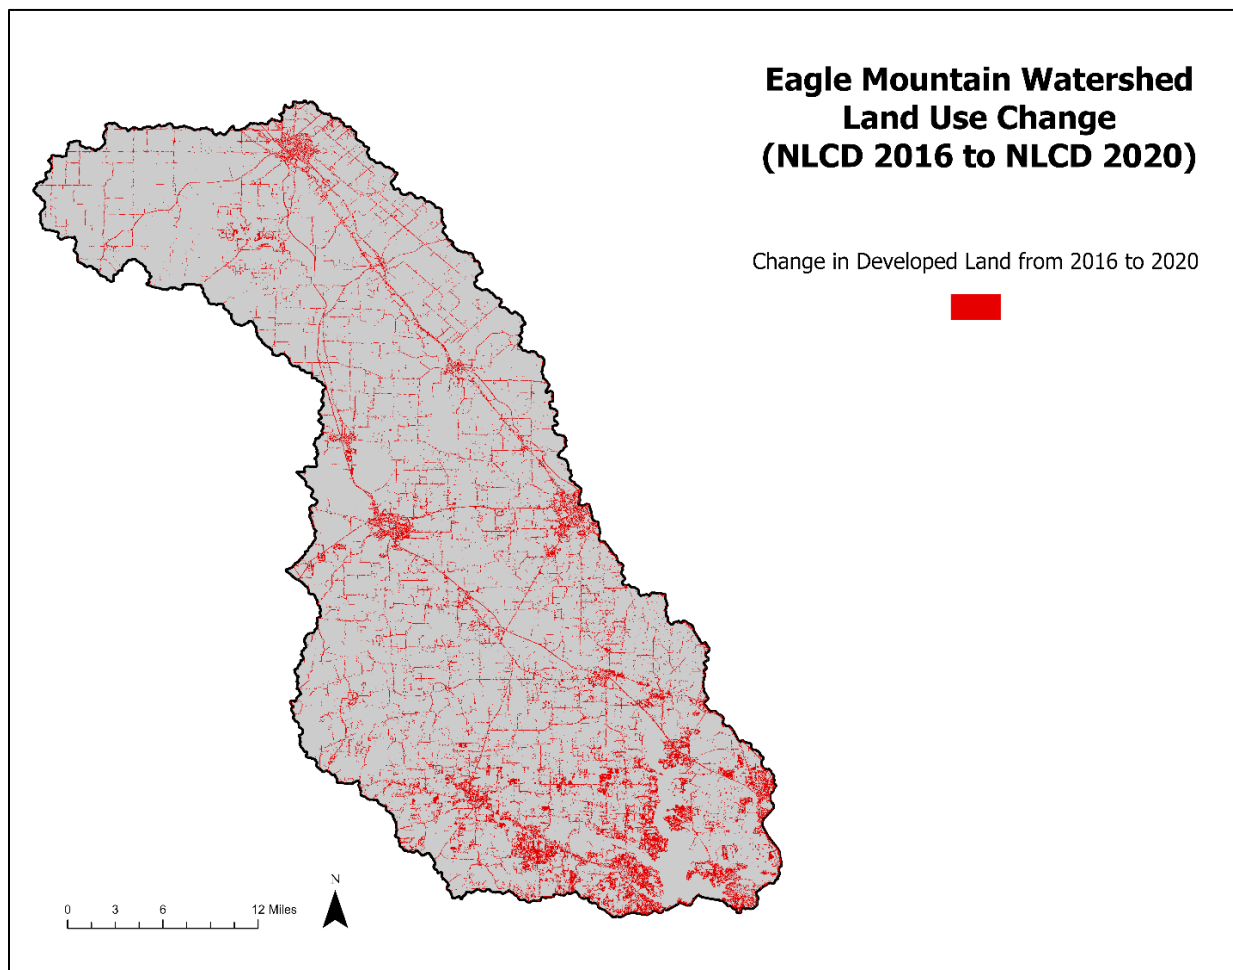 Eagle Mountain Watershed
Land Use Change
(NLCD 2016 to NLCD 2020)
Change in Developed Land from 2016 to 2020
N
0 3 6 12 Miles